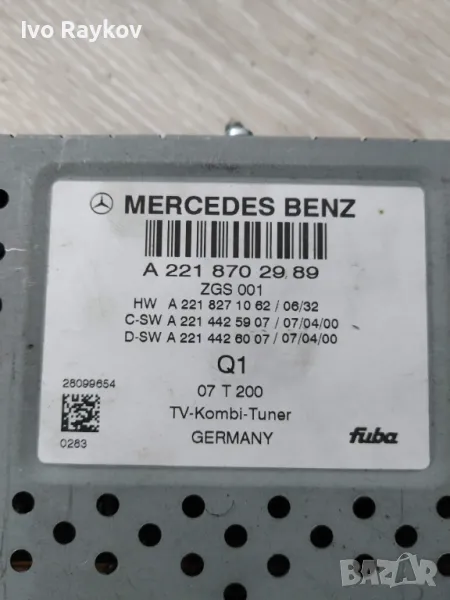 Ivo Raykov
MERCEDES BENZ
A 221 870 29 89
ZGS 001
HW A 221 827 10 62 / 06/32
C-SW A 221 442 59 07 / 07/04/00
D-SW A 221 442 60 07 / 07/04/00
Q1
07 T 200
28099654
TV-Kombi-Tuner
0283
GERMANY
fuba
BAZAR